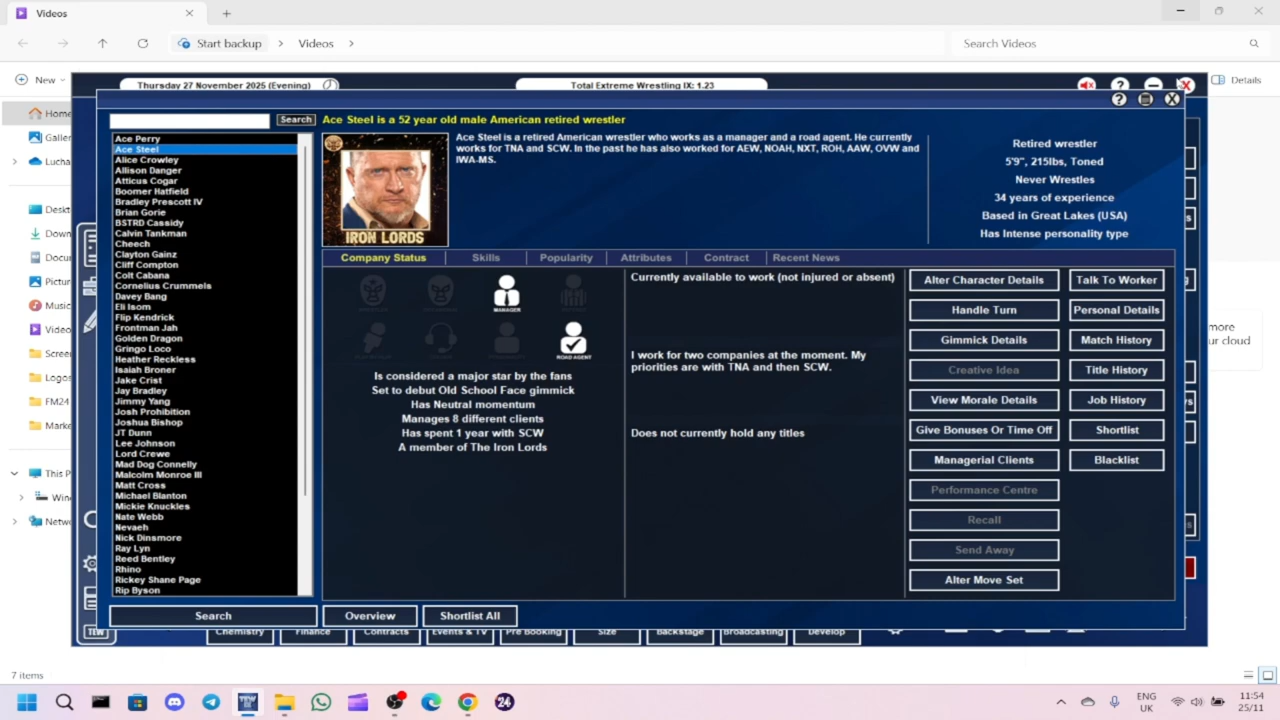 Videos
Start backup
Videos
Search Videos
New
Details
Home
Galler
Lucha
Deskt
Down
Docu
Pictur
Music
Video
Screen
Logos
FM24
Marke
This P
Wind
Netwo
Thursday 27 November 2025 (Evening)
Total Extreme Wrestling IX: 1.23
Search
Ace Steel is a 52 year old male American retired wrestler
Ace Perry
Ace Steel
Alice Crowley
Allison Danger
Atticus Cogar
Boomer Hatfield
Bradley Prescott IV
Brian Gorie
BSTRD Cassidy
Calvin Tankman
Cheech
Clayton Gainz
Cliff Compton
Colt Cabana
Cornelius Crummels
Davey Bang
Eli Isom
Flip Kendrick
Frontman Jah
Golden Dragon
Gringo Loco
Heather Reckless
Isaiah Broner
Jake Crist
Jay Bradley
Jimmy Yang
Josh Prohibition
Joshua Bishop
JT Dunn
Lee Johnson
Lord Crewe
Mad Dog Connelly
Malcolm Monroe III
Matt Cross
Michael Blanton
Mickie Knuckles
Nate Webb
Nevaeh
Nick Dinsmore
Ray Lyn
Reed Bentley
Rhino
Rickey Shane Page
Rip Byson
IRON LORDS
Ace Steel is a retired American wrestler who works as a manager and a road agent. He currently
works for TNA and SCW. In the past he has also worked for AEW, NOAH, NXT, ROH, AAW, OVW and
IWA-MS.
Retired wrestler
5'9", 215lbs, Toned
Never Wrestles
34 years of experience
Based in Great Lakes (USA)
Has Intense personality type
Company Status
Skills
Popularity
Attributes
Contract
Recent News
MANAGER
ROAD AGENT
Is considered a major star by the fans
Set to debut Old School Face gimmick
Has Neutral momentum
Manages 8 different clients
Has spent 1 year with SCW
A member of The Iron Lords
Currently available to work (not injured or absent)
I work for two companies at the moment. My
priorities are with TNA and then SCW.
Does not currently hold any titles
Alter Character Details
Talk To Worker
Handle Turn
Personal Details
Gimmick Details
Match History
Creative Idea
Title History
View Morale Details
Job History
Give Bonuses Or Time Off
Shortlist
Managerial Clients
Blacklist
Performance Centre
Recall
Send Away
Alter Move Set
Search
Overview
Shortlist All
TEW
Chemistry
Finance
Contracts
Events & TV
Pre Booking
Size
Backstage
Broadcasting
Develop
more
ur cloud
7 items
ENG
UK
11:54
25/11